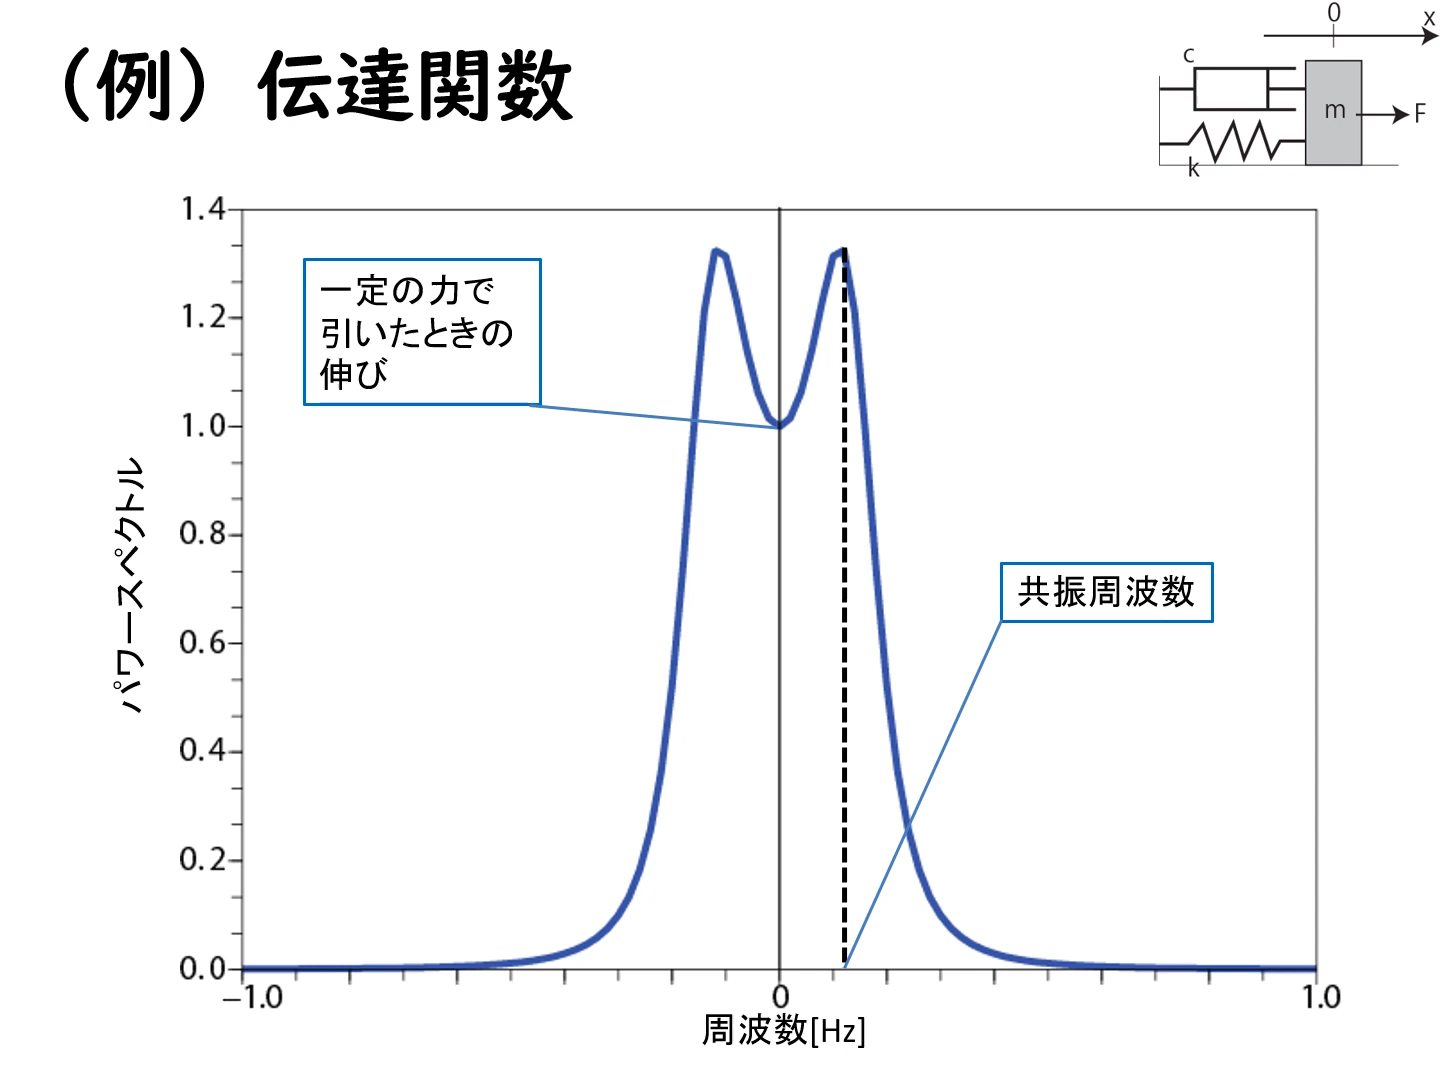 （例）伝達関数
0
x
c
m
F
k
1.4
1.2
1.0
0.8
0.6
0.4
0.2
0.0
パワースペクトル
一定の力で
引いたときの
伸び
共振周波数
−1.0
0
1.0
周波数[Hz]